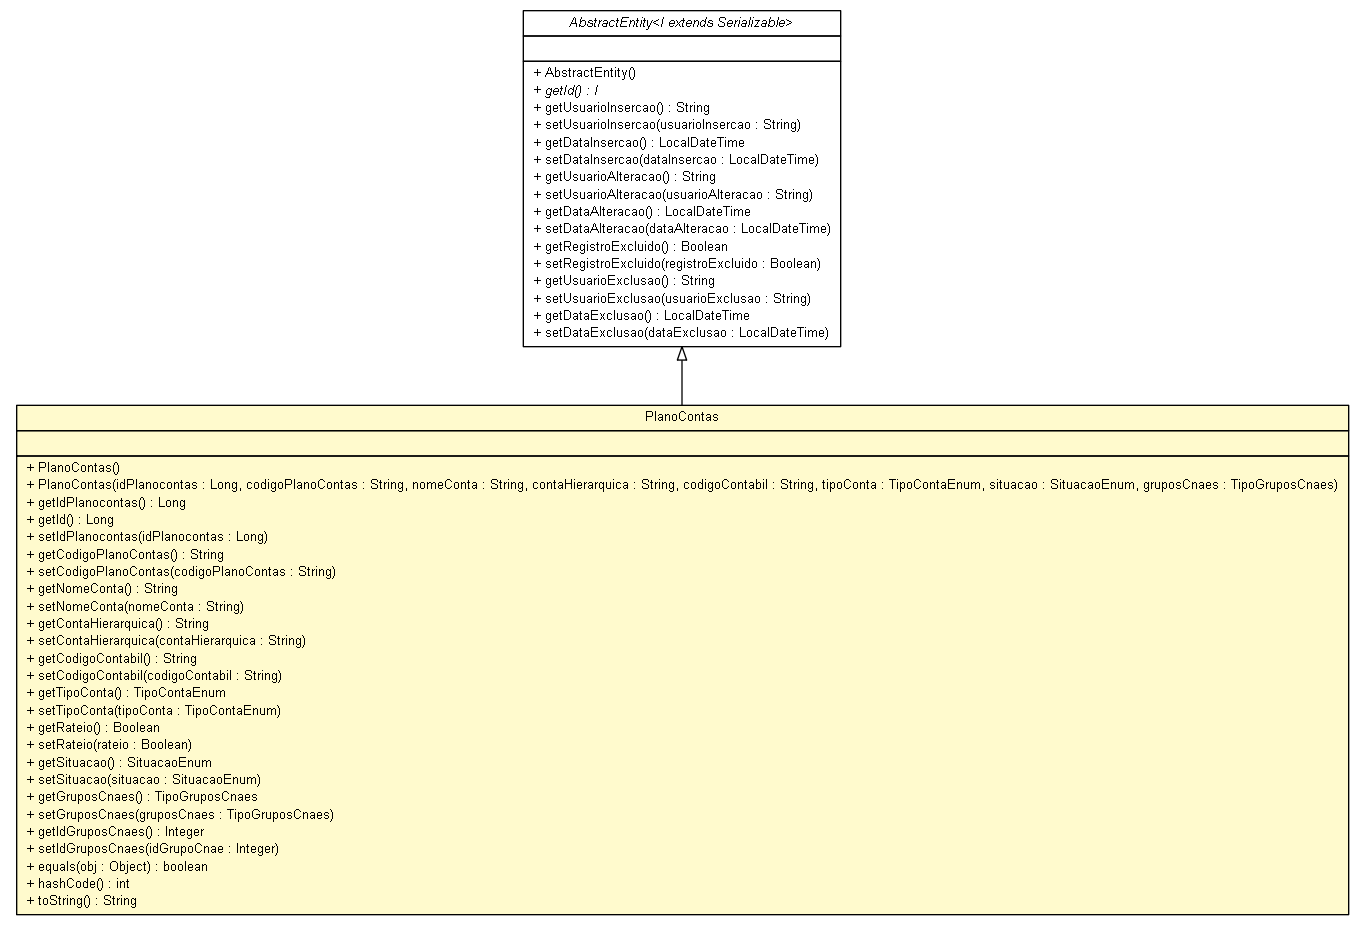 AbstractEntity<I extends Serializable>
+ AbstractEntity()
+ getId() : I
+ getUsuarioInsercao() : String
+ setUsuarioInsercao(usuarioInsercao : String)
+ getDataInsercao() : LocalDateTime
+ setDataInsercao(dataInsercao : LocalDateTime)
+ getUsuarioAlteracao() : String
+ setUsuarioAlteracao(usuarioAlteracao : String)
+ getDataAlteracao() : LocalDateTime
+ setDataAlteracao(dataAlteracao : LocalDateTime)
+ getRegistroExcluido() : Boolean
+ setRegistroExcluido(registroExcluido : Boolean)
+ getUsuarioExclusao() : String
+ setUsuarioExclusao(usuarioExclusao : String)
+ getDataExclusao() : LocalDateTime
+ setDataExclusao(dataExclusao : LocalDateTime)
PlanoContas
+ PlanoContas()
+ PlanoContas(idPlanocontas : Long, codigoPlanoContas : String, nomeConta : String, contaHierarquica : String, codigoContabil : String, tipoConta : TipoContaEnum, situacao : SituacaoEnum, gruposCnaes : TipoGruposCnaes)
+ getIdPlanocontas() : Long
+ getId() : Long
+ setIdPlanocontas(idPlanocontas : Long)
+ getCodigoPlanoContas() : String
+ setCodigoPlanoContas(codigoPlanoContas : String)
+ getNomeConta() : String
+ setNomeConta(nomeConta : String)
+ getContaHierarquica() : String
+ setContaHierarquica(contaHierarquica : String)
+ getCodigoContabil() : String
+ setCodigoContabil(codigoContabil : String)
+ getTipoConta() : TipoContaEnum
+ setTipoConta(tipoConta : TipoContaEnum)
+ getRateio() : Boolean
+ setRateio(rateio : Boolean)
+ getSituacao() : SituacaoEnum
+ setSituacao(situacao : SituacaoEnum)
+ getGruposCnaes() : TipoGruposCnaes
+ setGruposCnaes(gruposCnaes : TipoGruposCnaes)
+ getIdGruposCnaes() : Integer
+ setIdGruposCnaes(idGrupoCnae : Integer)
+ equals(obj : Object) : boolean
+ hashCode() : int
+ toString() : String